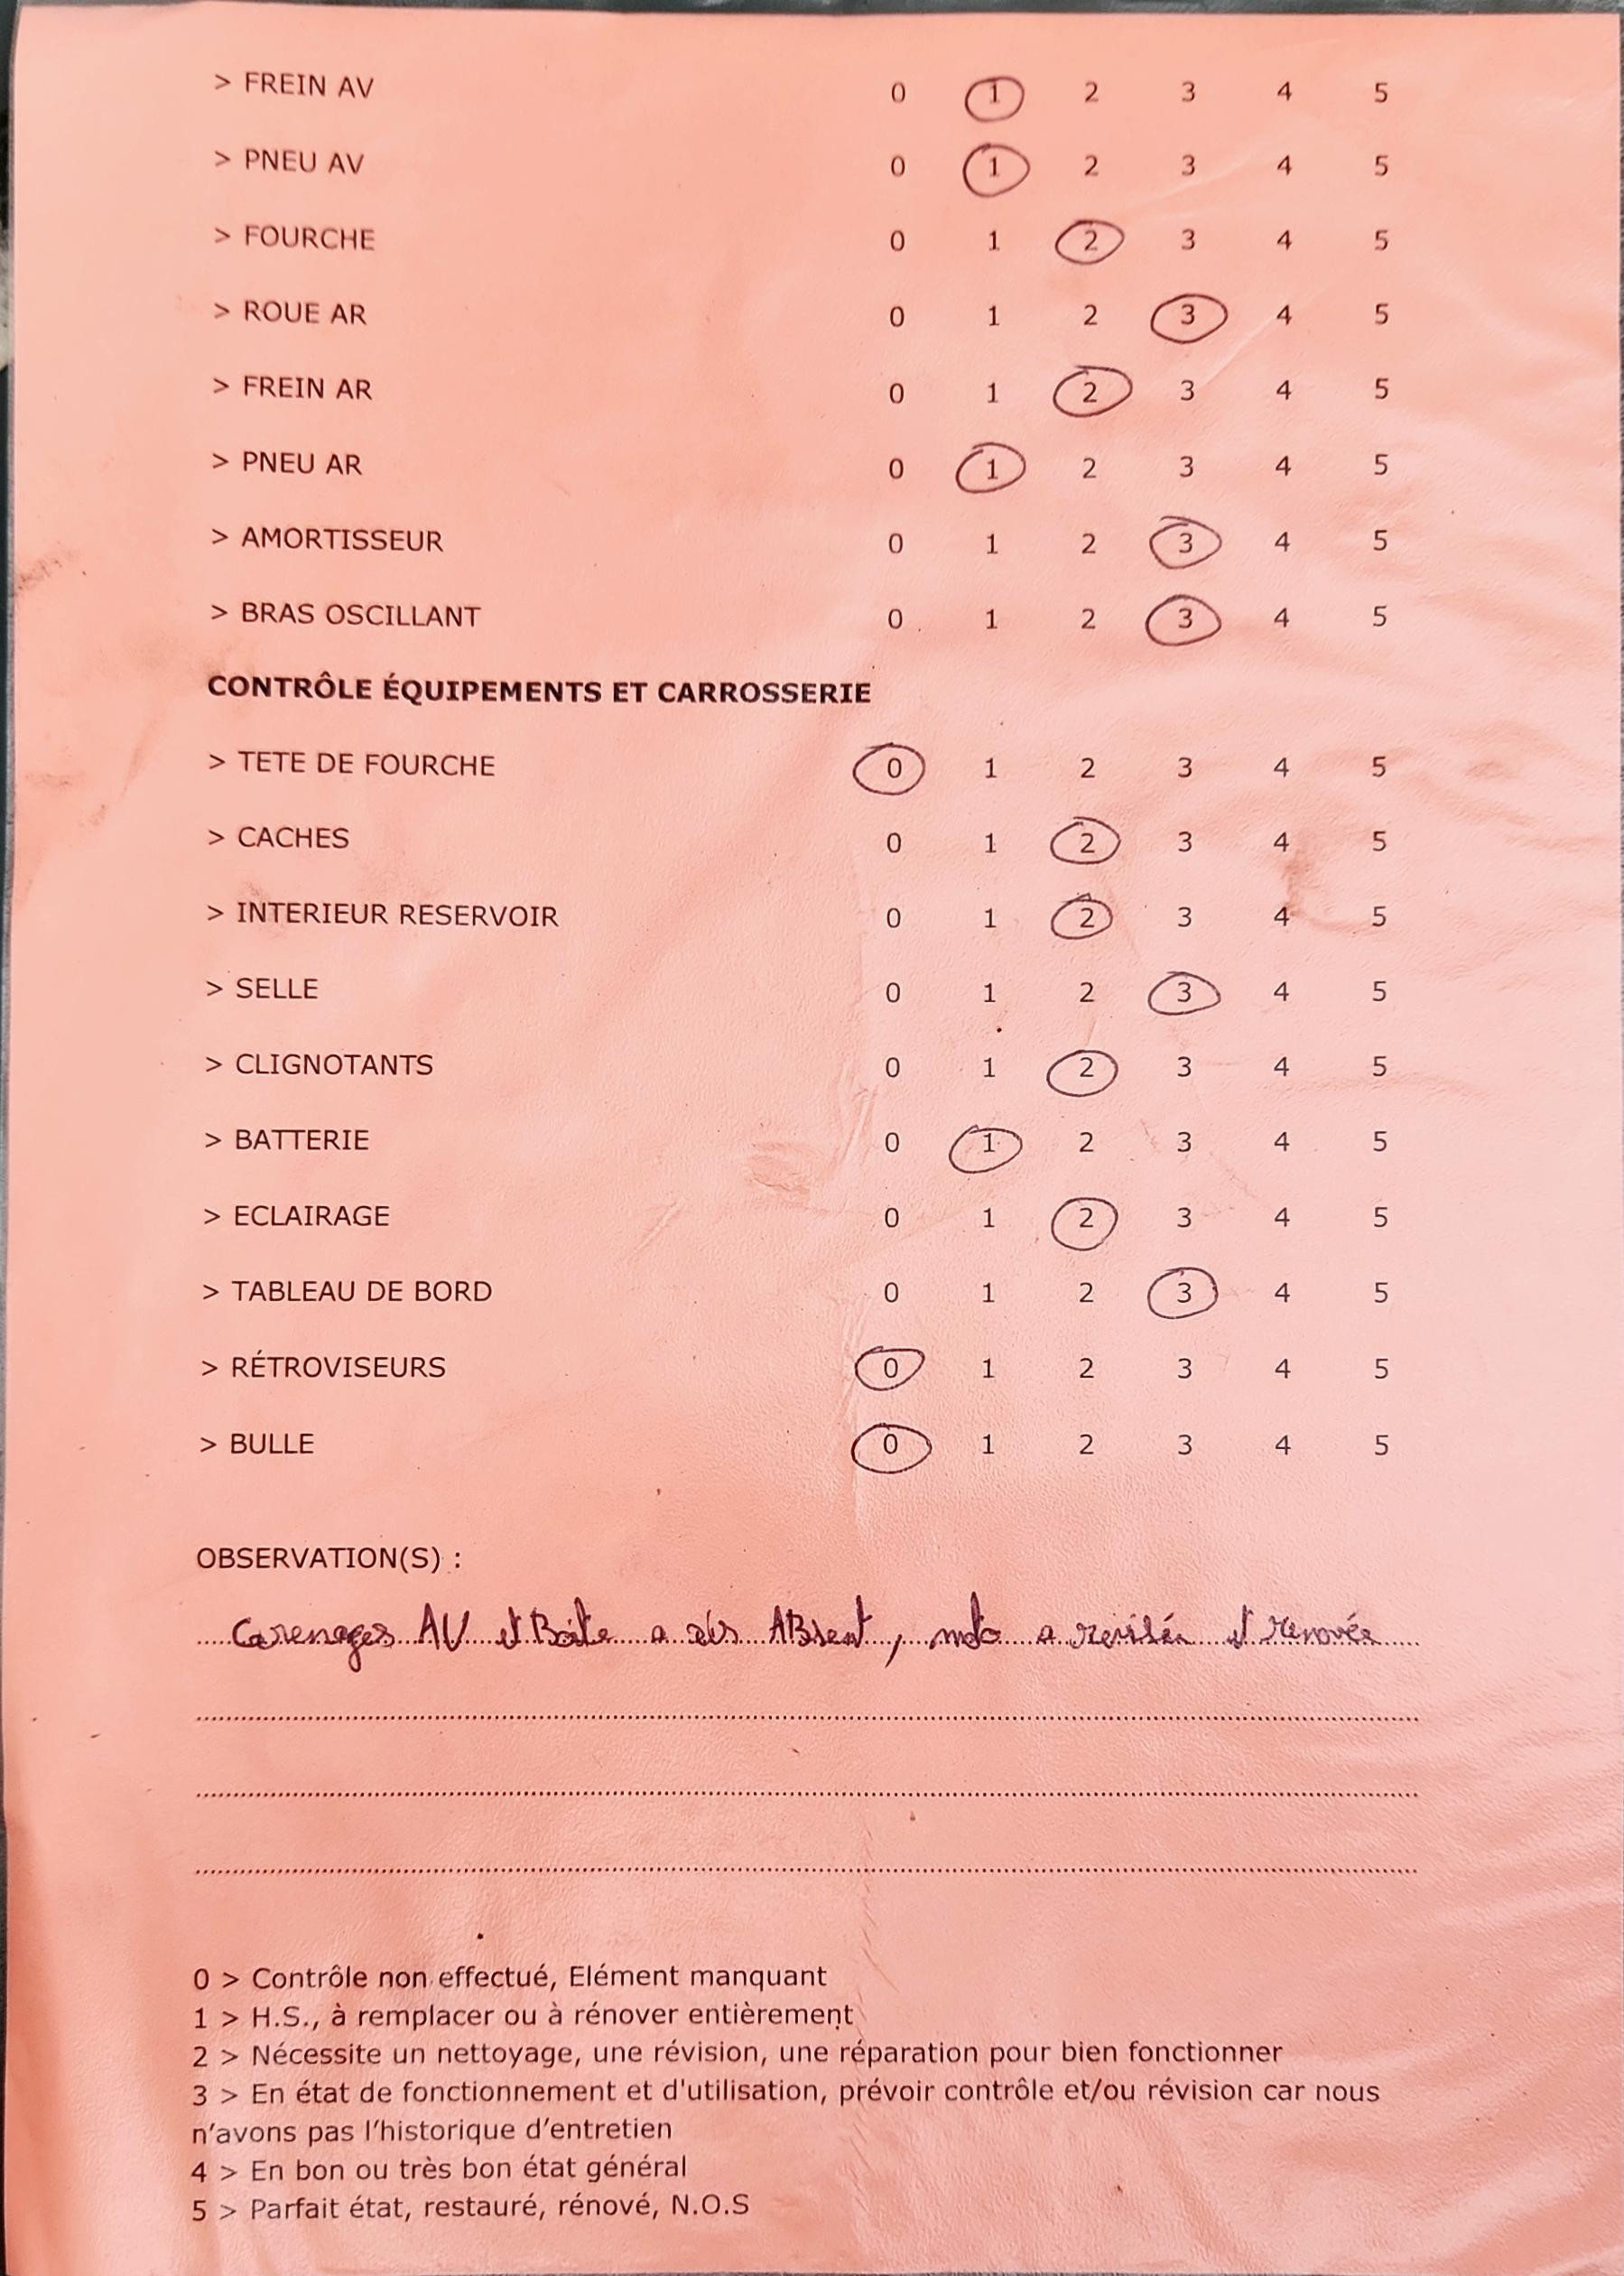 > FREIN AV 0 1 2 3 4 5
> PNEU AV 0 1 2 3 4 5
> FOURCHE 0 1 2 3 4 5
> ROUE AR 0 1 2 3 4 5
> FREIN AR 0 1 2 3 4 5
> PNEU AR 0 1 2 3 4 5
> AMORTISSEUR 0 1 2 3 4 5
> BRAS OSCILLANT 0 1 2 3 4 5
CONTRÔLE ÉQUIPEMENTS ET CARROSSERIE
> TETE DE FOURCHE 0 1 2 3 4 5
> CACHES 0 1 2 3 4 5
> INTERIEUR RESERVOIR 0 1 2 3 4 5
> SELLE 0 1 2 3 4 5
> CLIGNOTANTS 0 1 2 3 4 5
> BATTERIE 0 1 2 3 4 5
> ECLAIRAGE 0 1 2 3 4 5
> TABLEAU DE BORD 0 1 2 3 4 5
> RÉTROVISEURS 0 1 2 3 4 5
> BULLE 0 1 2 3 4 5
OBSERVATION(S) :
Carenages AV et Boite a ABsent, moto a revisée et renovée
0 > Contrôle non effectué, Elément manquant
1 > H.S., à remplacer ou à rénover entièrement
2 > Nécessite un nettoyage, une révision, une réparation pour bien fonctionner
3 > En état de fonctionnement et d'utilisation, prévoir contrôle et/ou révision car nous
n’avons pas l’historique d’entretien
4 > En bon ou très bon état général
5 > Parfait état, restauré, rénové, N.O.S